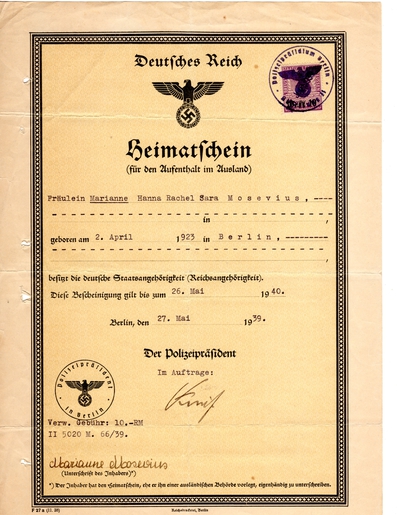 Deutsches Reich
Polizeipräsidium Berlin
Heimatschein
(für den Aufenthalt im Ausland)
Fräulein Marianne Hanna Rachel Sara Mosevius,
in
geboren am 2. April 1923 in Berlin,
besitzt die deutsche Staatsangehörigkeit (Reichsangehörigkeit).
Diese Bescheinigung gilt bis zum 26. Mai 1940.
Berlin, den 27. Mai 1939.
Der Polizeipräsident
Im Auftrage:
Polizeipräsident in Berlin
Verw. Gebühr: 10.-RM
II 5020 M. 66/39.
Marianne Mosevius
(Unterschrift des Inhabers)*)
*) Der Inhaber hat den Heimatschein, ehe er ihn einer ausländischen Behörde vorlegt, eigenhändig zu unterschreiben.
Reichsdruckerei, Berlin